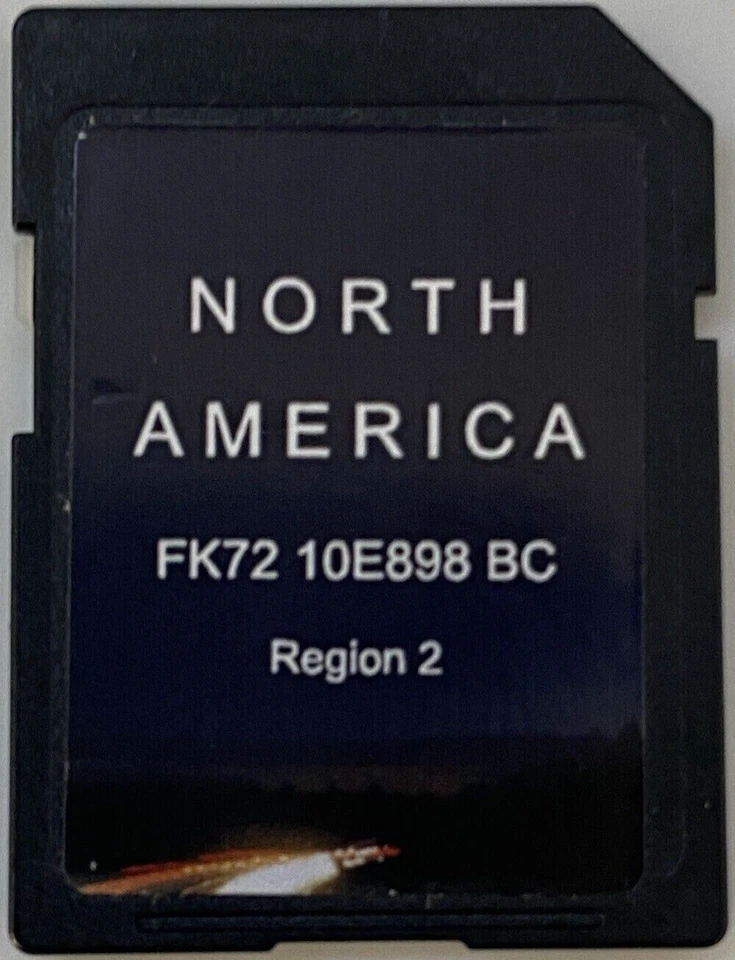 NORTH
AMERICA
FK72 10E898 BC
Region 2